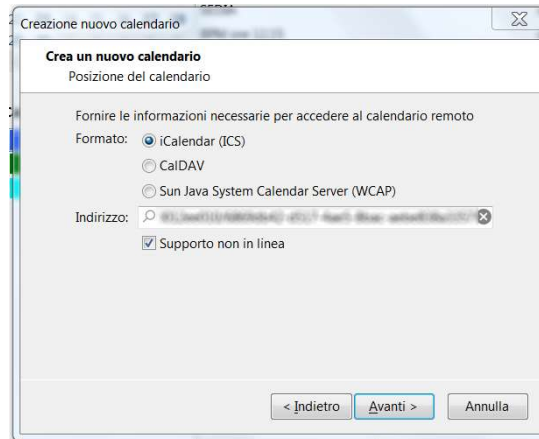 Creazione nuovo calendario
Crea un nuovo calendario
Posizione del calendario
Fornire le informazioni necessarie per accedere al calendario remoto
Formato:
iCalendar (ICS)
CalDAV
Sun Java System Calendar Server (WCAP)
Indirizzo:
Supporto non in linea
< Indietro
Avanti >
Annulla